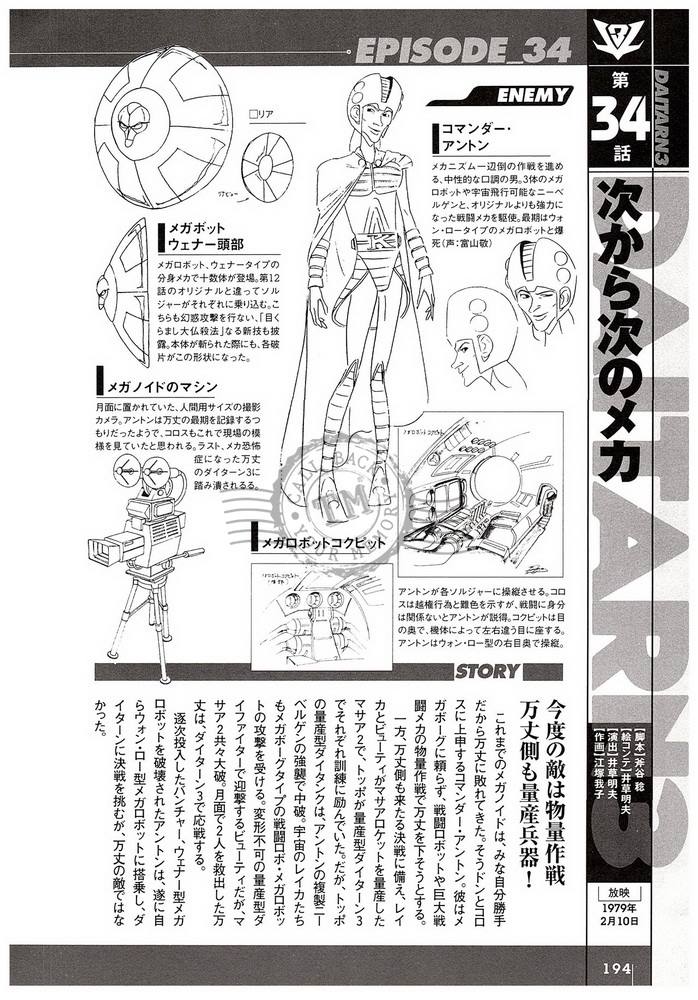 EPISODE_34
DAITARN3
第
34
話
次から次のメカ
DAITARN3
ENEMY
コマンダー・
アントン
メカニズム一辺倒の作戦を進め
る、中性的な口調の男。3体のメガ
ロボットや宇宙飛行可能なニーベ
ルゲンと、オリジナルよりも強力に
なった戦闘メカを駆使。最期はウォ
ン・ロータイプのメガロボットと爆
死(声:富山敬)
□リア
メガボット
ウェナー頭部
メガロボット、ウェナータイプの
分身メカで十数体が登場。第12
話のオリジナルと違ってソル
ジャーがそれぞれに乗り込む。こ
ちらも幻惑攻撃を行ない、「目く
らまし大仏殺法」なる新技も披
露。本体が斬られた際にも、各破
片がこの形状になった。
メガノイドのマシン
月面に置かれていた、人間用サイズの撮影
カメラ。アントンは万丈の最期を記録するつ
もりだったようで、コロスもこれで現場の模
様を見ていたと思われる。ラスト、メカ恐怖
症になった万丈
のダイターン3に
踏み潰されるる。
メガロボットコクピット
アントンが各ソルジャーに操縦させる。コロ
スは越権行為と難色を示すが、戦闘に身分
は関係ないとアントンが説得。コクピットは目
の奥で、機体によって左右違う目に座する。
アントンはウォン・ロー型の右目奥で操縦。
CALL BACK
TM
YOUR MEMORY
STORY
今度の敵は物量作戦
万丈側も量産兵器!
これまでのメガノイドは、みな自分勝手
だから万丈に敗れてきた。そうドンとコロ
スに上申するコマンダー・アントン。彼はメ
ガボーグに頼らず、戦闘ロボットや巨大戦
闘メカの物量作戦で万丈を下そうとする。
一方、万丈側も来たる決戦に備え、レイ
カとビューティがマサアロケットを量産した
マサア2で、トッポが量産型ダイターン3
でそれぞれ訓練に励んでいた。だが、トッポ
の量産型ダイタンクは、アントンの複製ニー
ベルゲンの強襲で中破。宇宙のレイカたち
もメガボーグタイプの戦闘ロボ・メガロボッ
トの攻撃を受ける。変形不可の量産型ダ
イファイターで迎撃するビューティだが、マ
サア2共々大破。月面で2人を救出した万
丈は、ダイターン3で応戦する。
逐次投入したパンチャー、ウェナー型メガ
ロボットを破壊されたアントンは、遂に自
らウォン・ロー型メガロボットに搭乗し、ダ
イターンに決戦を挑むが、万丈の敵ではな
かった。
[脚本]斧谷 稔
[絵コンテ]井草明夫
[演出]井草明夫
[作画]江塚我子
放映
1979年
2月10日
194